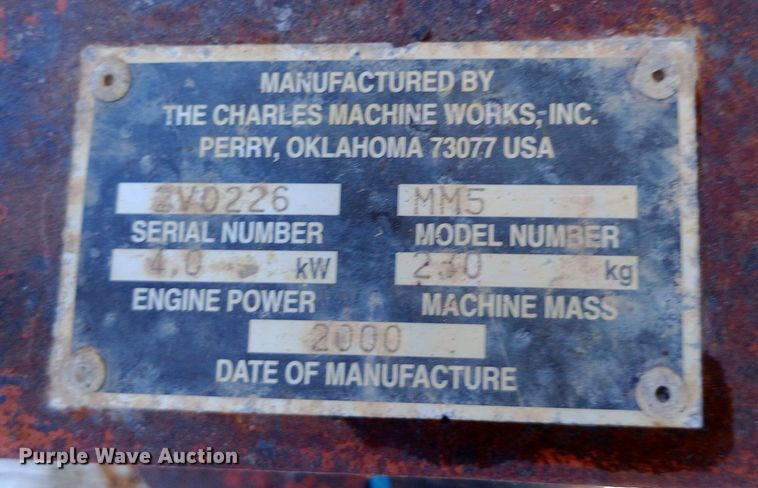 MANUFACTURED BY
THE CHARLES MACHINE WORKS, INC.
PERRY, OKLAHOMA 73077 USA
2V0226 MM5
SERIAL NUMBER MODEL NUMBER
4.0 kW 230 kg
ENGINE POWER MACHINE MASS
2000
DATE OF MANUFACTURE
Purple Wave Auction